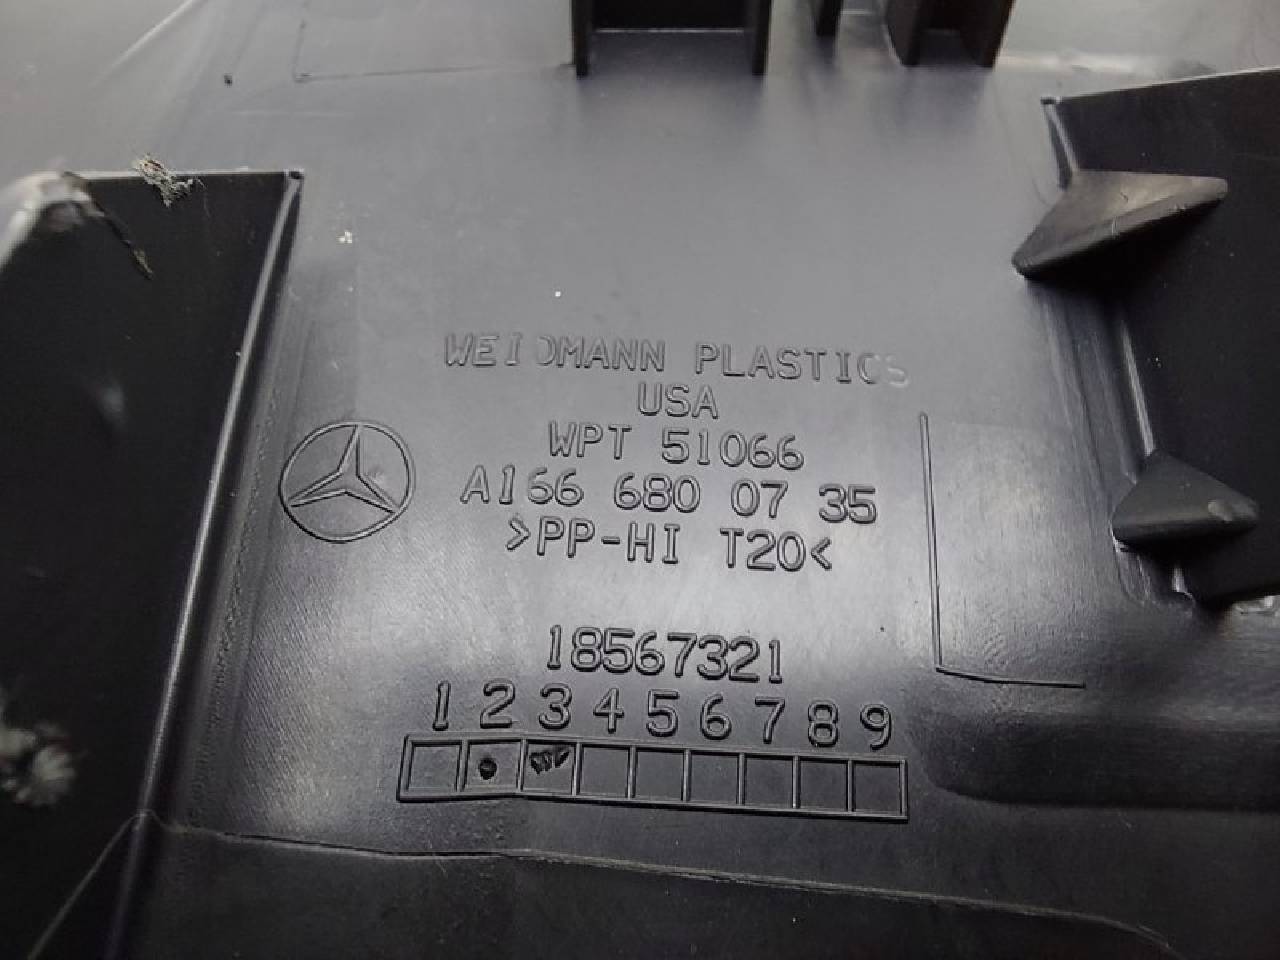 WEIDMANN PLASTICS
USA
WPT 51066
A166 680 07 35
>PP-HI T20<
18567321
1 2 3 4 5 6 7 8 9